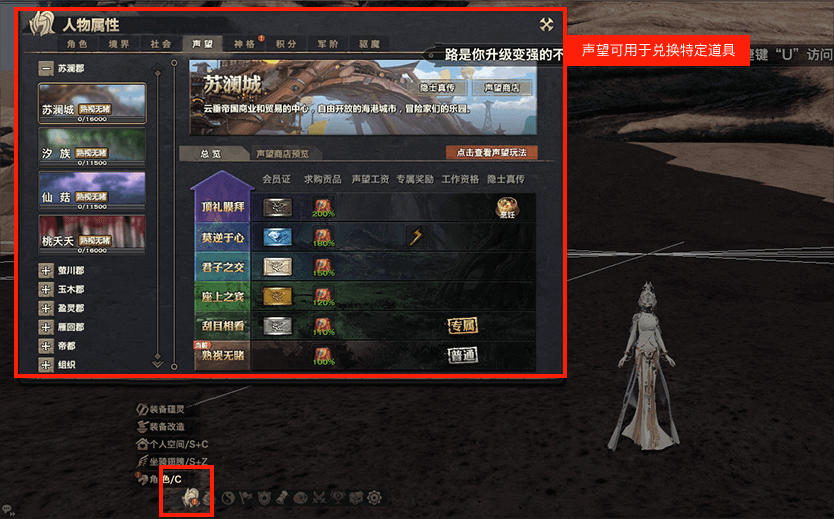 人物属性
角色 境界 社会 声望 神格 积分 军阶 驱魔
路是你升级变强的不
声望可用于兑换特定道具
键“U”访问
苏澜郡
苏澜城 熟视无睹
0/16000
汐族 熟视无睹
0/11500
仙菇 熟视无睹
0/11500
桃夭夭 熟视无睹
0/16000
萤川郡
玉木郡
盈灵郡
雁回郡
帝都
组织
苏澜城
隐士真传 声望商店
云垂帝国商业和贸易的中心，自由开放的海港城市，冒险家们的乐园。
总览 声望商店预览 点击查看声望玩法
会员证 求购贡品 声望工资 专属奖励 工作资格 隐士真传
顶礼膜拜 200% 烹饪
莫逆于心 180%
君子之交 150%
座上之宾 120%
刮目相看 110% 专属
当前
熟视无睹 100% 普通
装备蕴灵
装备改造
个人空间/S+C
坐骑翅膀/S+Z
角色/C